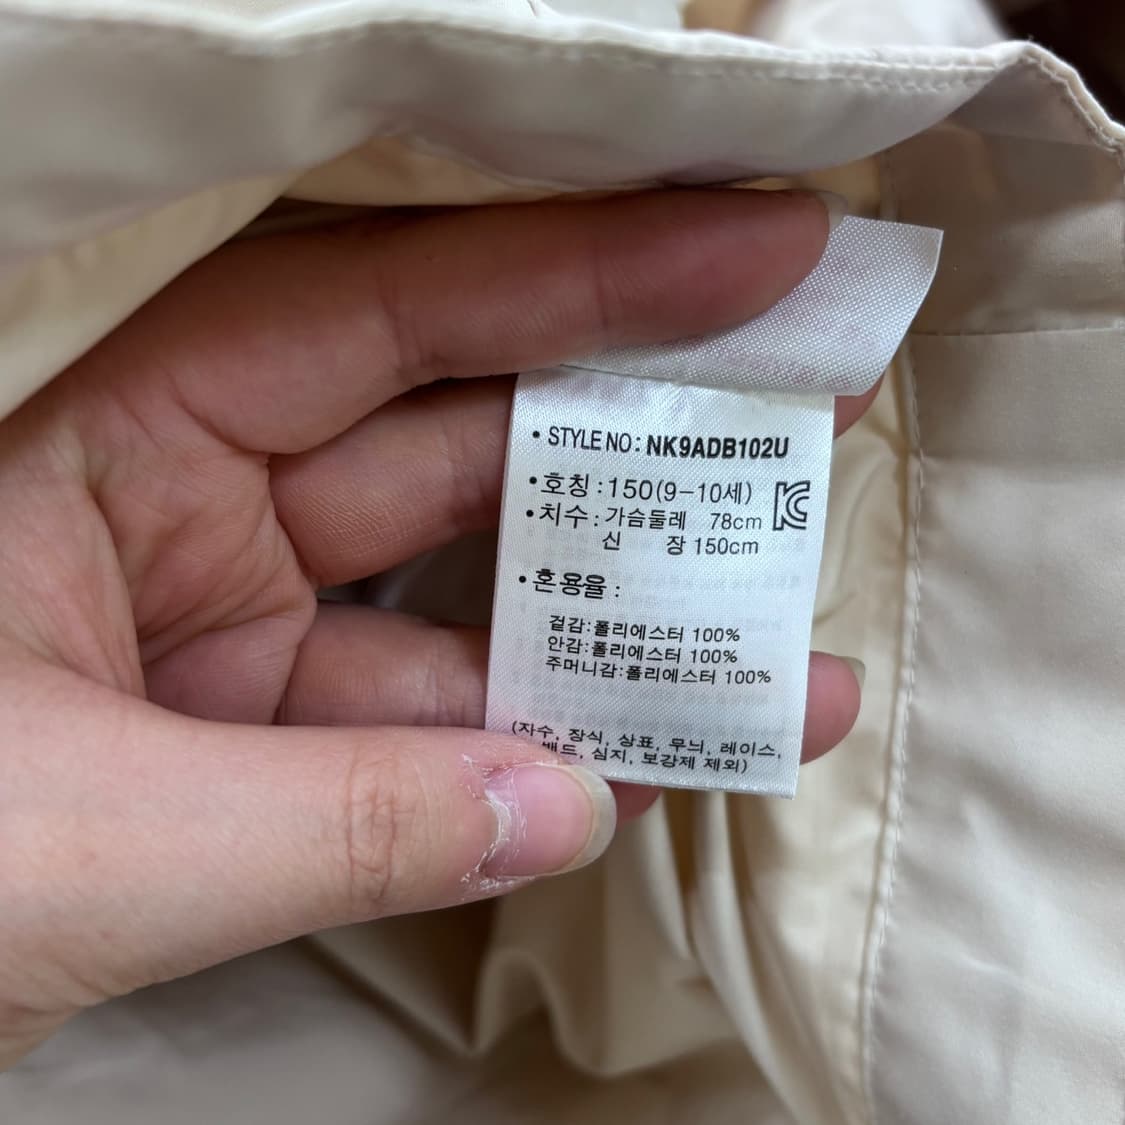 • STYLE NO: NK9ADB102U
• 호칭 : 150(9-10세)
• 치수 : 가슴둘레 78cm
신 장 150cm
• 혼용율 :
겉감:폴리에스터 100%
안감:폴리에스터 100%
주머니감:폴리에스터 100%
(자수, 장식, 상표, 무늬, 레이스,
심지, 보강제 제외)